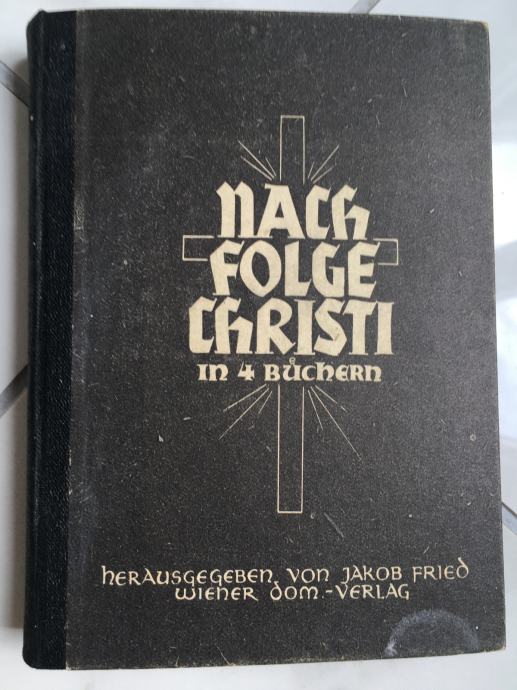 NACH
FOLGE
CHRISTI
IN 4 BÜCHERN
HERAUSGEGEBEN VON JAKOB FRIED
WIENER DOM.-VERLAG